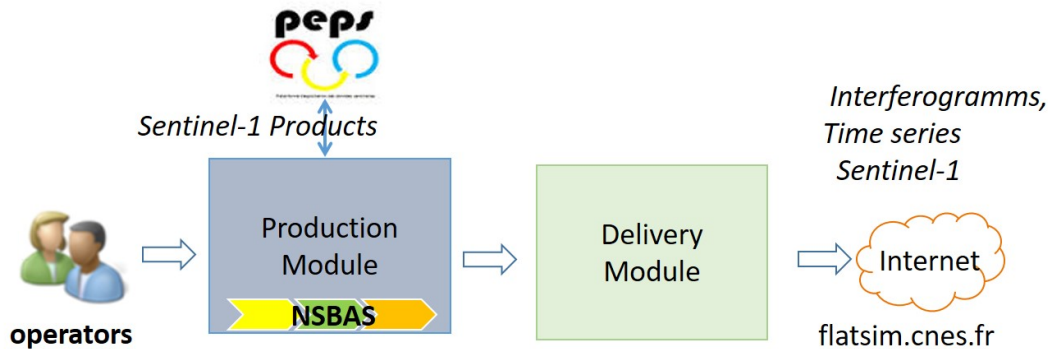 peps
Sentinel-1 Products
Interferogramms,
Time series
Sentinel-1
Production
Module
NSBAS
Delivery
Module
Internet
operators
flatsim.cnes.fr